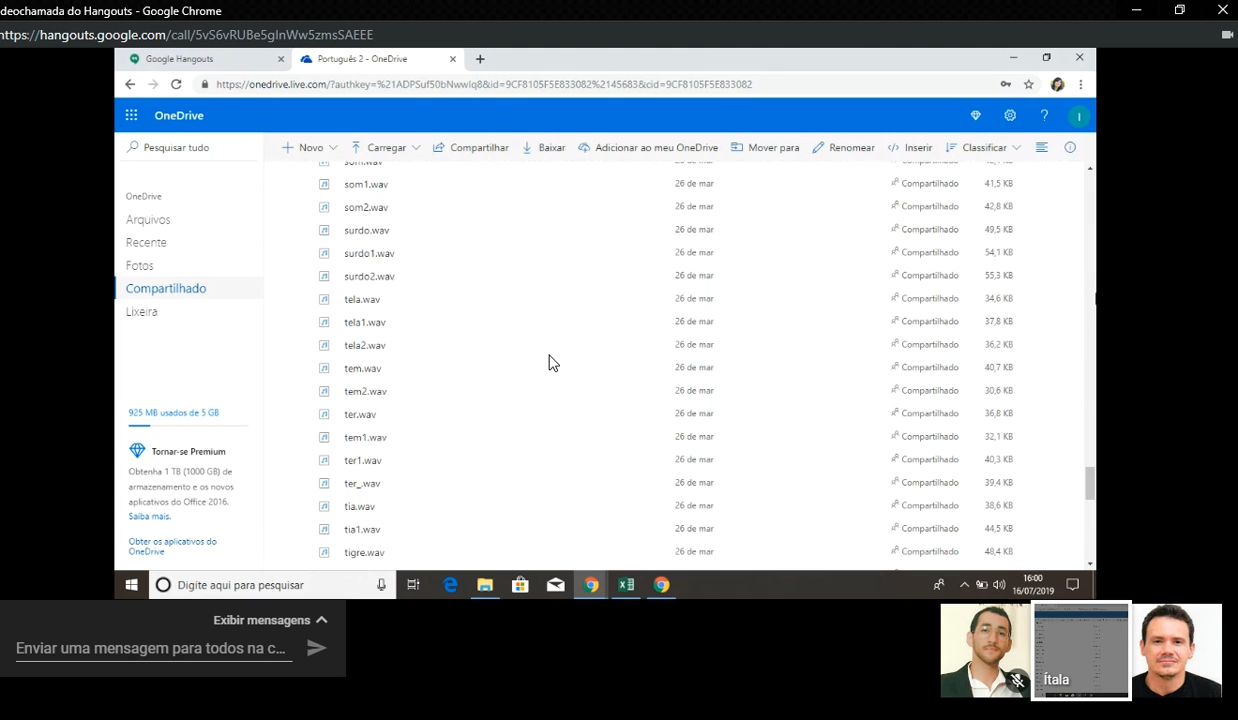 deochamada do Hangouts - Google Chrome
https://hangouts.google.com/call/5vS6vRUBe5gInWw5zmsSAEEE
Google Hangouts
Português 2 - OneDrive
https://onedrive.live.com/?authkey=%21ADPSuf50bNwwIq8&id=9CF8105F5E833082%2145683&cid=9CF8105F5E833082
OneDrive
I
Pesquisar tudo
Novo Carregar Compartilhar Baixar Adicionar ao meu OneDrive Mover para Renomear Inserir Classificar
OneDrive
Arquivos
Recente
Fotos
Compartilhado
Lixeira
925 MB usados de 5 GB
Tornar-se Premium
Obtenha 1 TB (1000 GB) de
armazenamento e os novos
aplicativos do Office 2016.
Saiba mais.
Obter os aplicativos do
OneDrive
som1.wav 26 de mar Compartilhado 41,5 KB
som2.wav 26 de mar Compartilhado 42,8 KB
surdo.wav 26 de mar Compartilhado 49,5 KB
surdo1.wav 26 de mar Compartilhado 54,1 KB
surdo2.wav 26 de mar Compartilhado 55,3 KB
tela.wav 26 de mar Compartilhado 34,6 KB
tela1.wav 26 de mar Compartilhado 37,8 KB
tela2.wav 26 de mar Compartilhado 36,2 KB
tem.wav 26 de mar Compartilhado 40,7 KB
tem2.wav 26 de mar Compartilhado 30,6 KB
ter.wav 26 de mar Compartilhado 36,8 KB
tem1.wav 26 de mar Compartilhado 32,1 KB
ter1.wav 26 de mar Compartilhado 40,3 KB
ter_.wav 26 de mar Compartilhado 39,4 KB
tia.wav 26 de mar Compartilhado 38,6 KB
tia1.wav 26 de mar Compartilhado 44,5 KB
tigre.wav 26 de mar Compartilhado 48,4 KB
Digite aqui para pesquisar
16:00
16/07/2019
Exibir mensagens
Enviar uma mensagem para todos na c...
Ítala